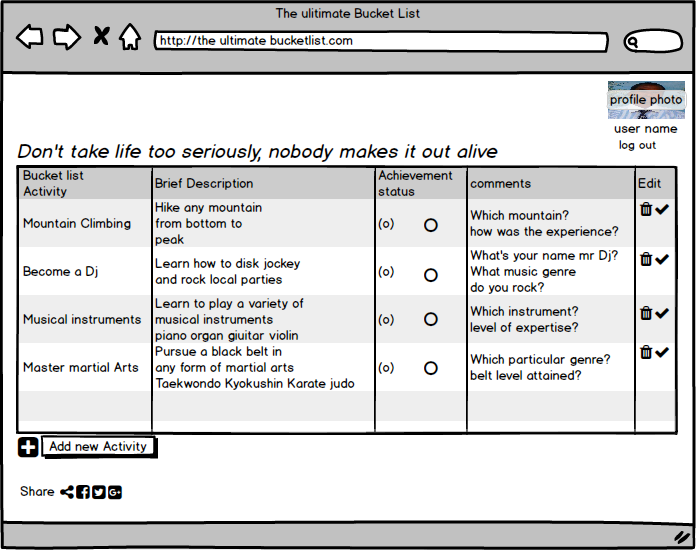 The ulitimate Bucket List
http://the ultimate bucketlist.com
profile photo
user name
log out
Don't take life too seriously, nobody makes it out alive
Bucket list
Activity
Brief Description
Achievement
status
comments
Edit
Mountain Climbing
Hike any mountain
from bottom to
peak
(o)
Which mountain?
how was the experience?
Become a Dj
Learn how to disk jockey
and rock local parties
(o)
What's your name mr Dj?
What music genre
do you rock?
Musical instruments
Learn to play a variety of
musical instruments
piano organ giuitar violin
(o)
Which instrument?
level of expertise?
Master martial Arts
Pursue a black belt in
any form of martial arts
Taekwondo Kyokushin Karate judo
(o)
Which particular genre?
belt level attained?
Add new Activity
Share